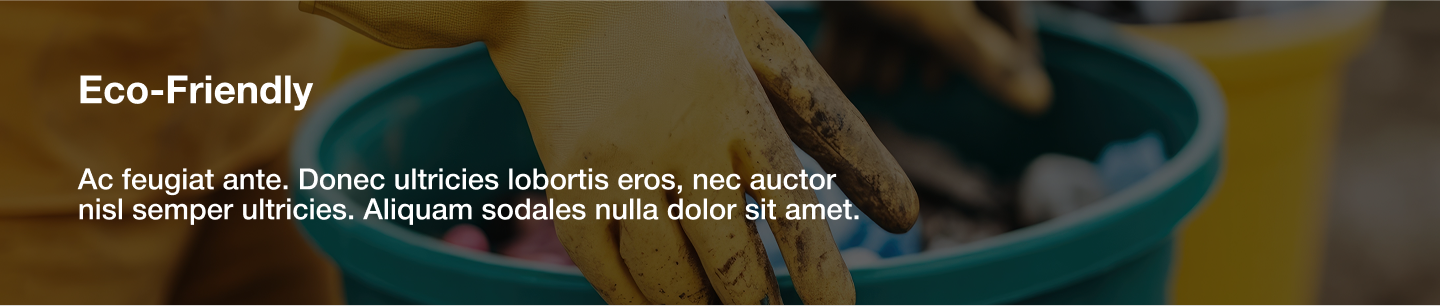 Eco-Friendly
Ac feugiat ante. Donec ultricies lobortis eros, nec auctor
nisl semper ultricies. Aliquam sodales nulla dolor sit amet.